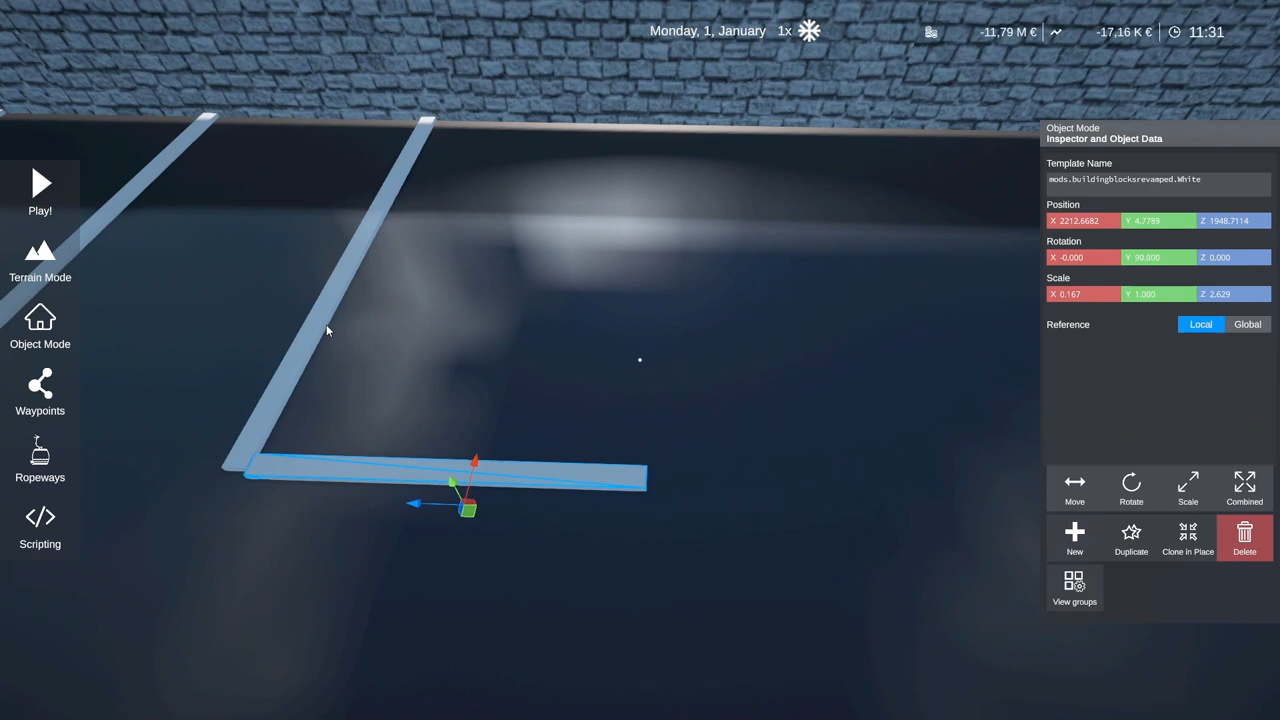 Monday, 1, January 1x -11,79 M € -17,16 K € 11:31
Play!
Terrain Mode
Object Mode
Waypoints
Ropeways
Scripting
Object Mode
Inspector and Object Data
Template Name
mods.buildingblocksrevamped.White
Position
X 2212.6682 Y 4.7789 Z 1948.7114
Rotation
X -0.000 Y 90.000 Z 0.000
Scale
X 0.167 Y 1.000 Z 2.629
Reference Local Global
Move Rotate Scale Combined
New Duplicate Clone in Place Delete
View groups